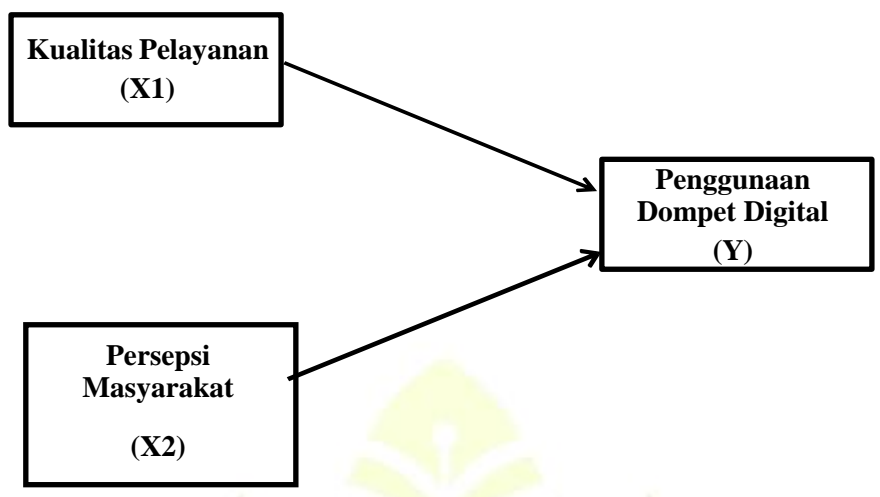 Kualitas Pelayanan
(X1)
Penggunaan
Dompet Digital
(Y)
Persepsi
Masyarakat
(X2)